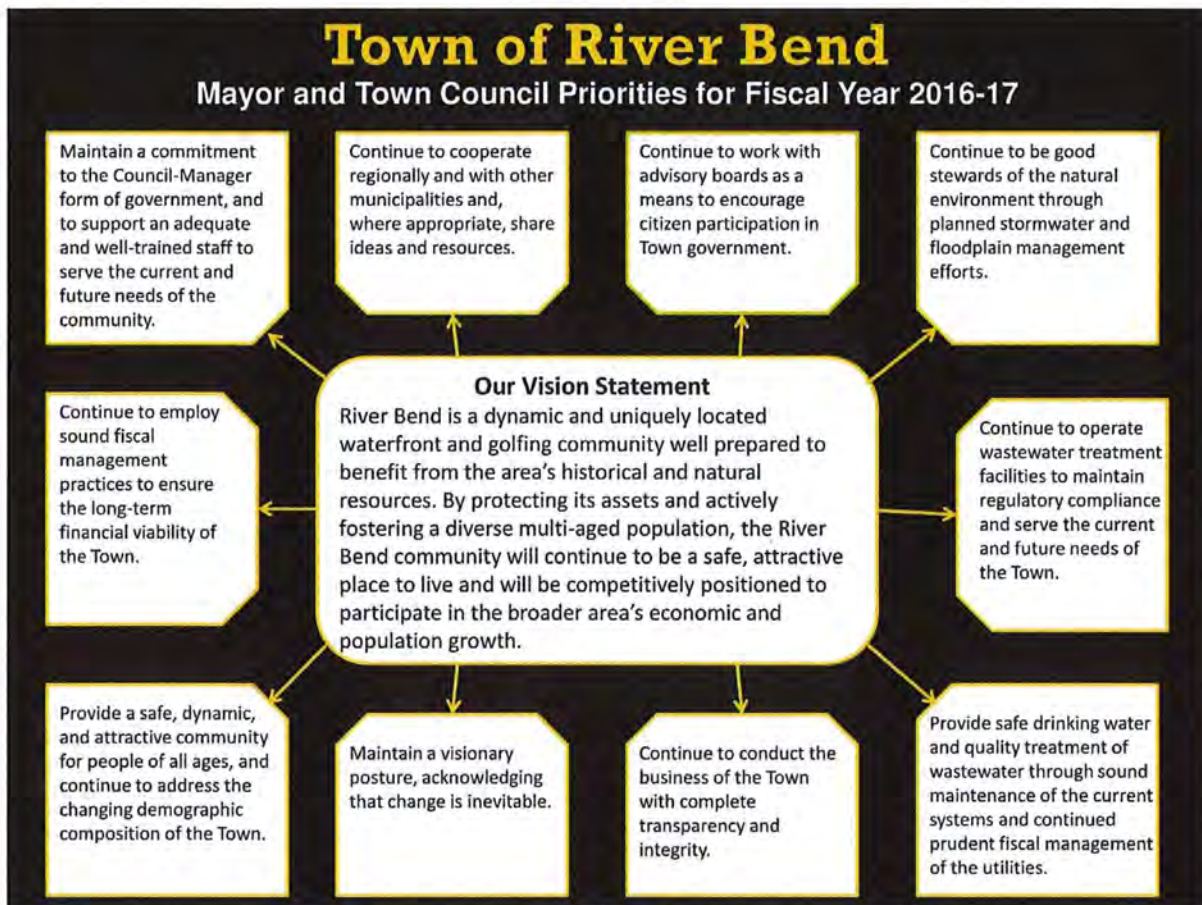 Town of River Bend
Mayor and Town Council Priorities for Fiscal Year 2016-17
Maintain a commitment
to the Council-Manager
form of government, and
to support an adequate
and well-trained staff to
serve the current and
future needs of the
community.
Continue to cooperate
regionally and with other
municipalities and,
where appropriate, share
ideas and resources.
Continue to work with
advisory boards as a
means to encourage
citizen participation in
Town government.
Continue to be good
stewards of the natural
environment through
planned stormwater and
floodplain management
efforts.
Continue to employ
sound fiscal
management
practices to ensure
the long-term
financial viability of
the Town.
Our Vision Statement
River Bend is a dynamic and uniquely located
waterfront and golfing community well prepared to
benefit from the area's historical and natural
resources. By protecting its assets and actively
fostering a diverse multi-aged population, the River
Bend community will continue to be a safe, attractive
place to live and will be competitively positioned to
participate in the broader area's economic and
population growth.
Continue to operate
wastewater treatment
facilities to maintain
regulatory compliance
and serve the current
and future needs of
the Town.
Provide a safe, dynamic,
and attractive community
for people of all ages, and
continue to address the
changing demographic
composition of the Town.
Maintain a visionary
posture, acknowledging
that change is inevitable.
Continue to conduct the
business of the Town
with complete
transparency and
integrity.
Provide safe drinking water
and quality treatment of
wastewater through sound
maintenance of the current
systems and continued
prudent fiscal management
of the utilities.